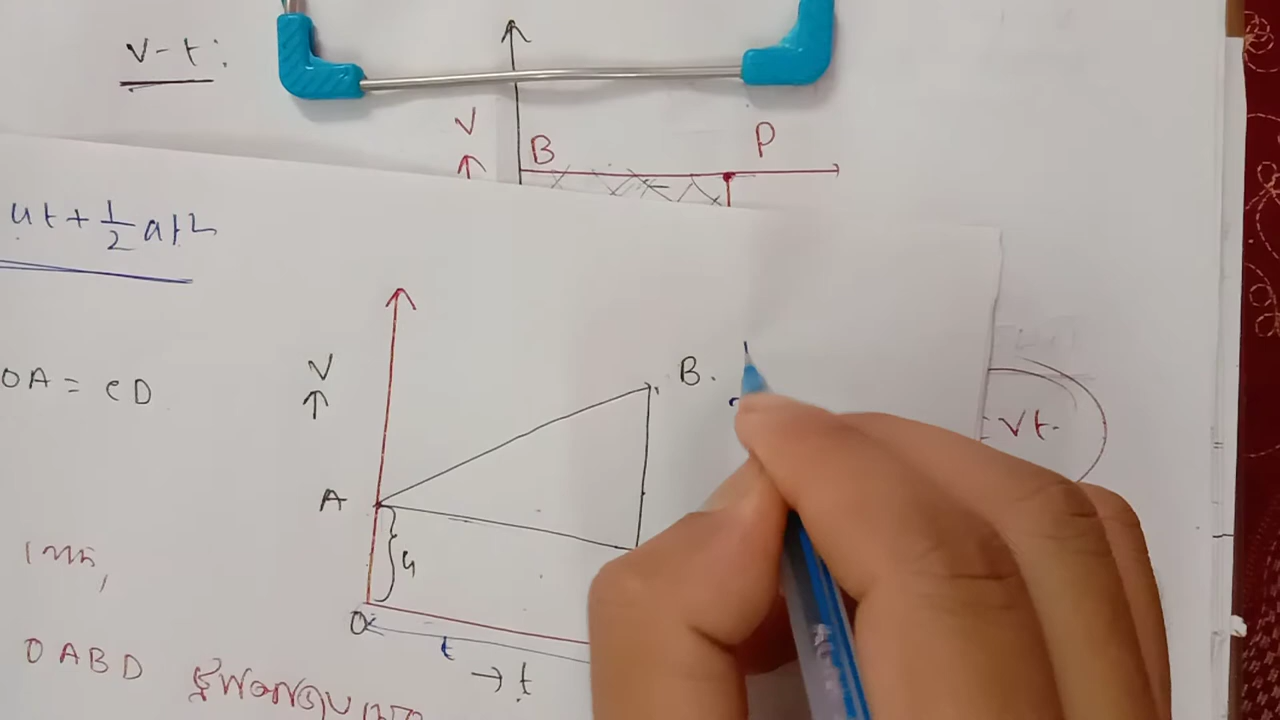 V-t:
V
↑
B
P
ut + 1/2 at2
V
↑
B.
OA = CD
Vt.
A
u
O
t
→ t
OABD